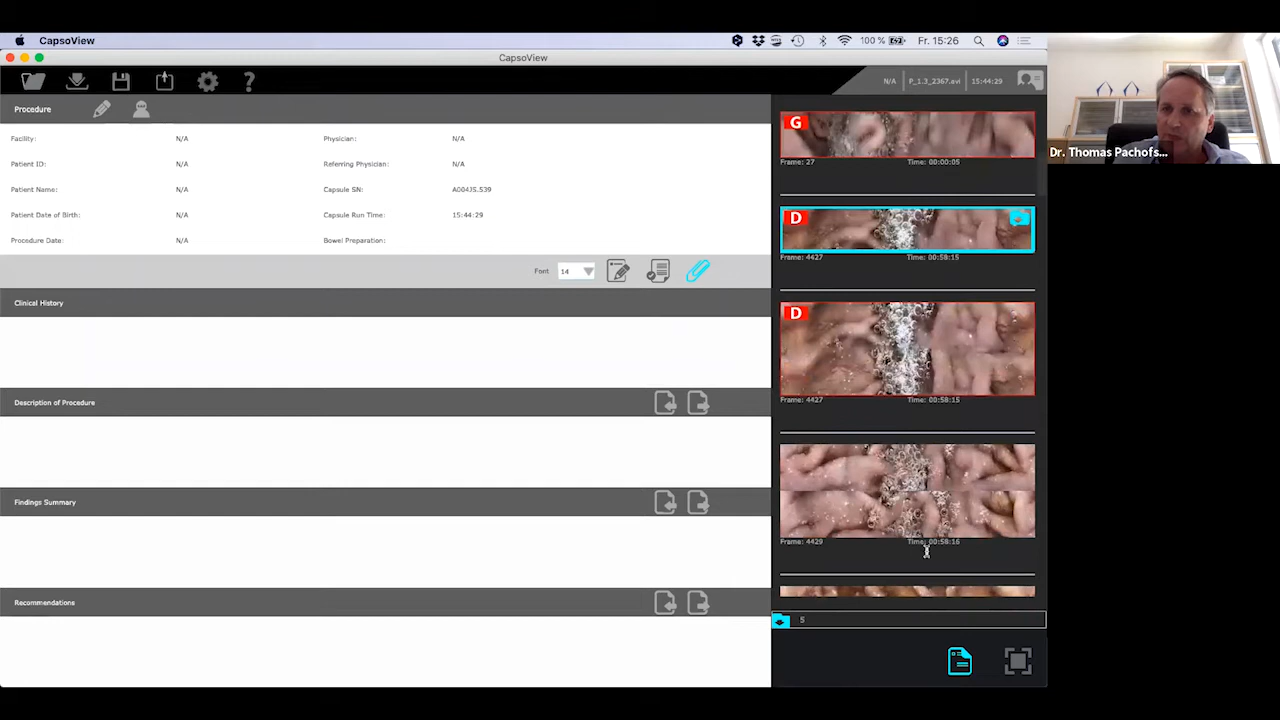 CapsoView
100 %
Fr. 15:26
CapsoView
N/A
P_1.3_2367.avi
15:44:29
Procedure
Facility:
N/A
Physician:
N/A
Patient ID:
N/A
Referring Physician:
N/A
Patient Name:
N/A
Capsule SN:
A004JS.539
Patient Date of Birth:
N/A
Capsule Run Time:
15:44:29
Procedure Date:
N/A
Bowel Preparation:
Font
14
Clinical History
Description of Procedure
Findings Summary
Recommendations
G
Frame: 27
Time: 00:00:05
D
Frame: 4427
Time: 00:58:15
D
Frame: 4427
Time: 00:58:15
Frame: 4429
Time: 00:58:16
5
Dr. Thomas Pachofs...